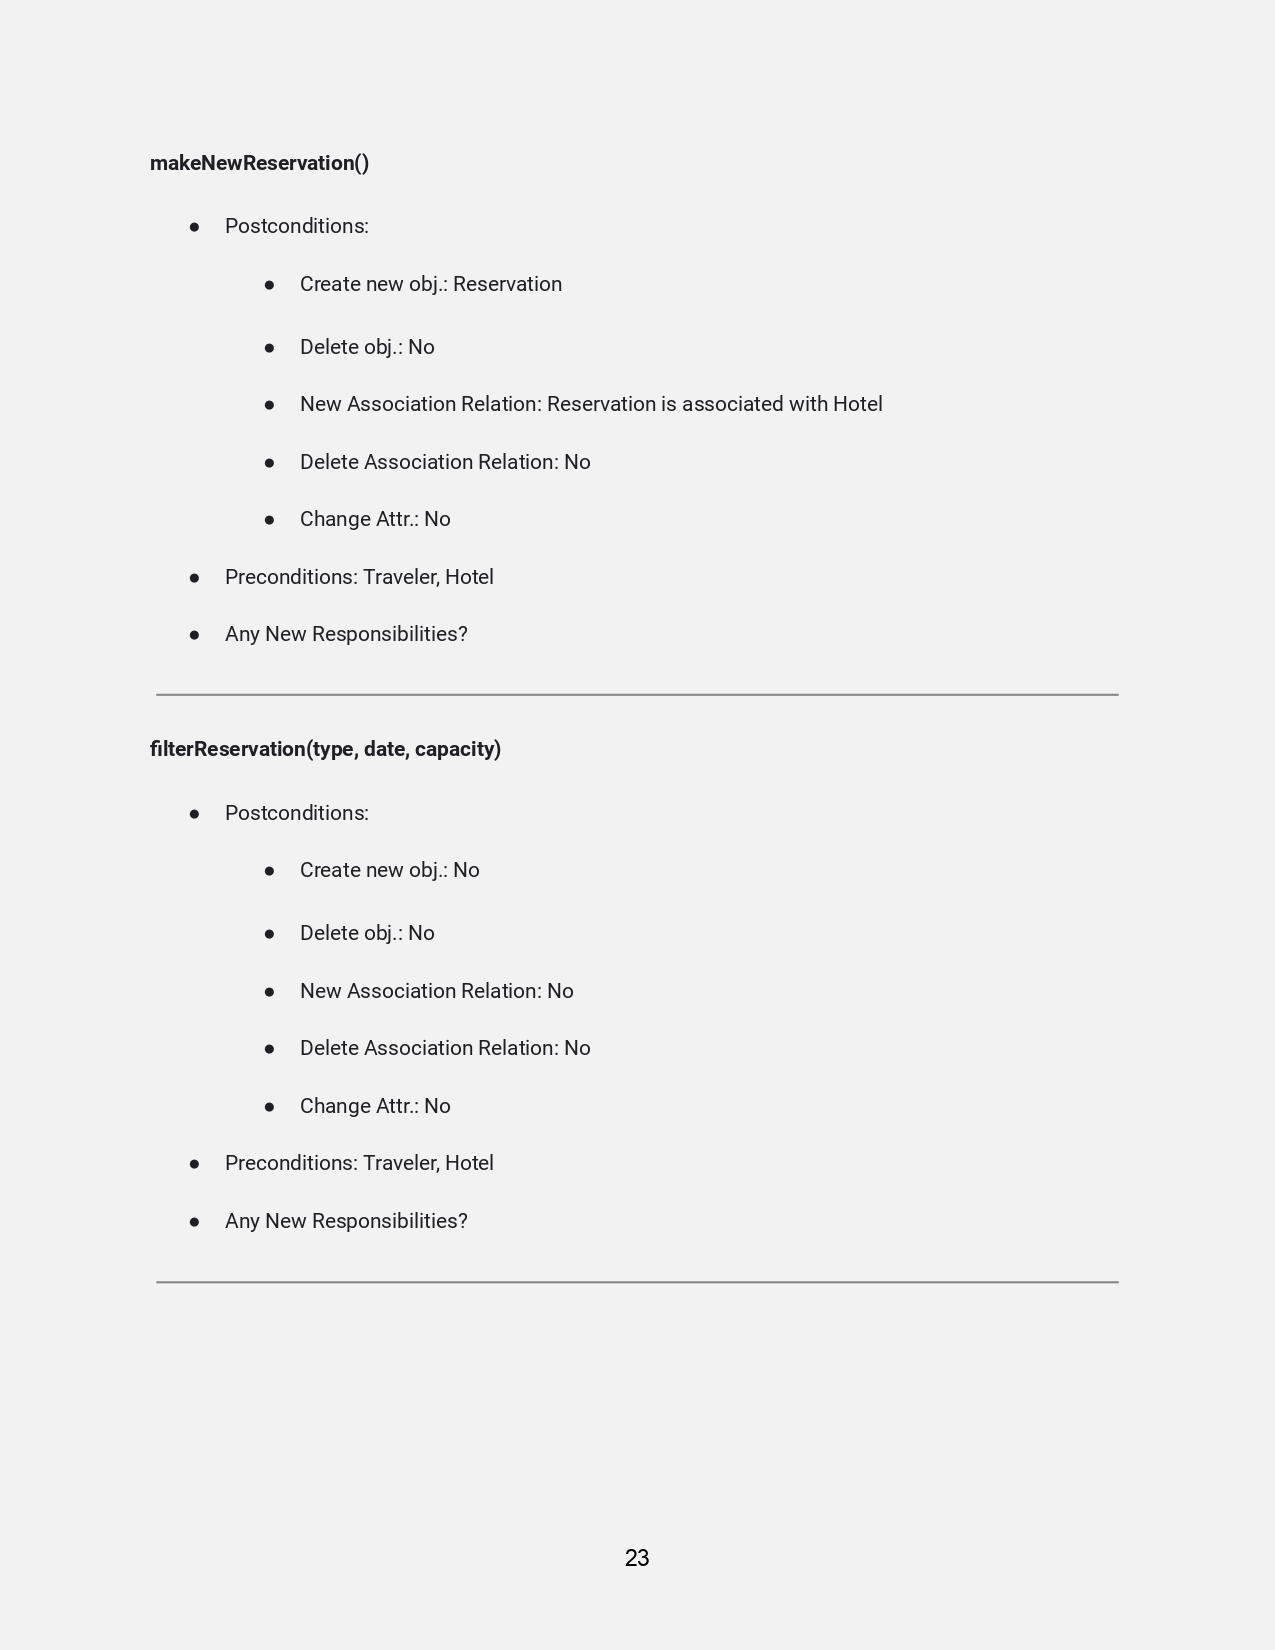 makeNewReservation()
● Postconditions:
● Create new obj.: Reservation
● Delete obj.: No
● New Association Relation: Reservation is associated with Hotel
● Delete Association Relation: No
● Change Attr.: No
● Preconditions: Traveler, Hotel
● Any New Responsibilities?
filterReservation(type, date, capacity)
● Postconditions:
● Create new obj.: No
● Delete obj.: No
● New Association Relation: No
● Delete Association Relation: No
● Change Attr.: No
● Preconditions: Traveler, Hotel
● Any New Responsibilities?
23